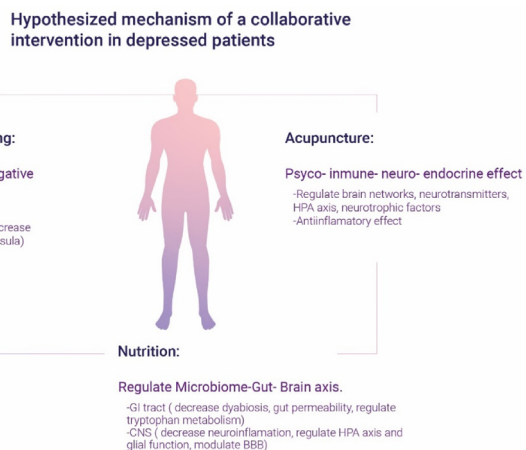 Hypothesized mechanism of a collaborative
intervention in depressed patients
ng:
gative
crease
sula)
Acupuncture:
Psyco- inmune- neuro- endocrine effect
-Regulate brain networks, neurotransmitters,
HPA axis, neurotrophic factors
-Antiinflamatory effect
Nutrition:
Regulate Microbiome-Gut- Brain axis.
-GI tract ( decrease dyabiosis, gut permeability, regulate
tryptophan metabolism)
-CNS ( decrease neuroinflamation, regulate HPA axis and
glial function, modulate BBB)